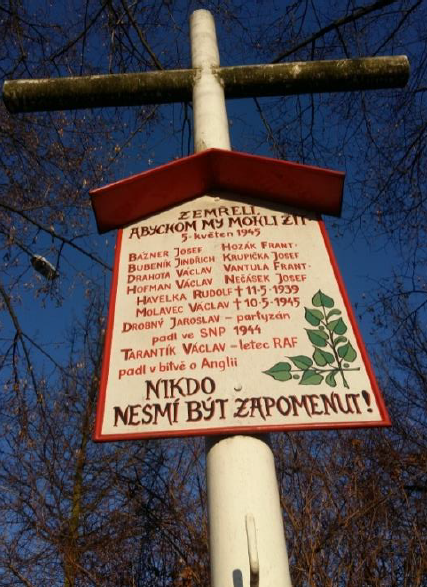 ZEMŘELI,
ABYCHOM MY MOHLI ŽÍT
5-květen 1945
BAŽNER JOSEF HOZÁK FRANT.
BUBENÍK JINDŘICH KRUPIČKA JOSEF
DRAHOTA VÁCLAV VANTULA FRANT.
HOFMAN VÁCLAV NEČÁSEK JOSEF
HAVELKA RUDOLF † 11-5-1939
MOLAVEC VÁCLAV † 10-5-1945
DROBNÝ JAROSLAV – partyzán
padl ve SNP 1944
TARANTÍK VÁCLAV – letec RAF
padl v bitvě o Anglii
NIKDO
NESMÍ BÝT ZAPOMENUT!